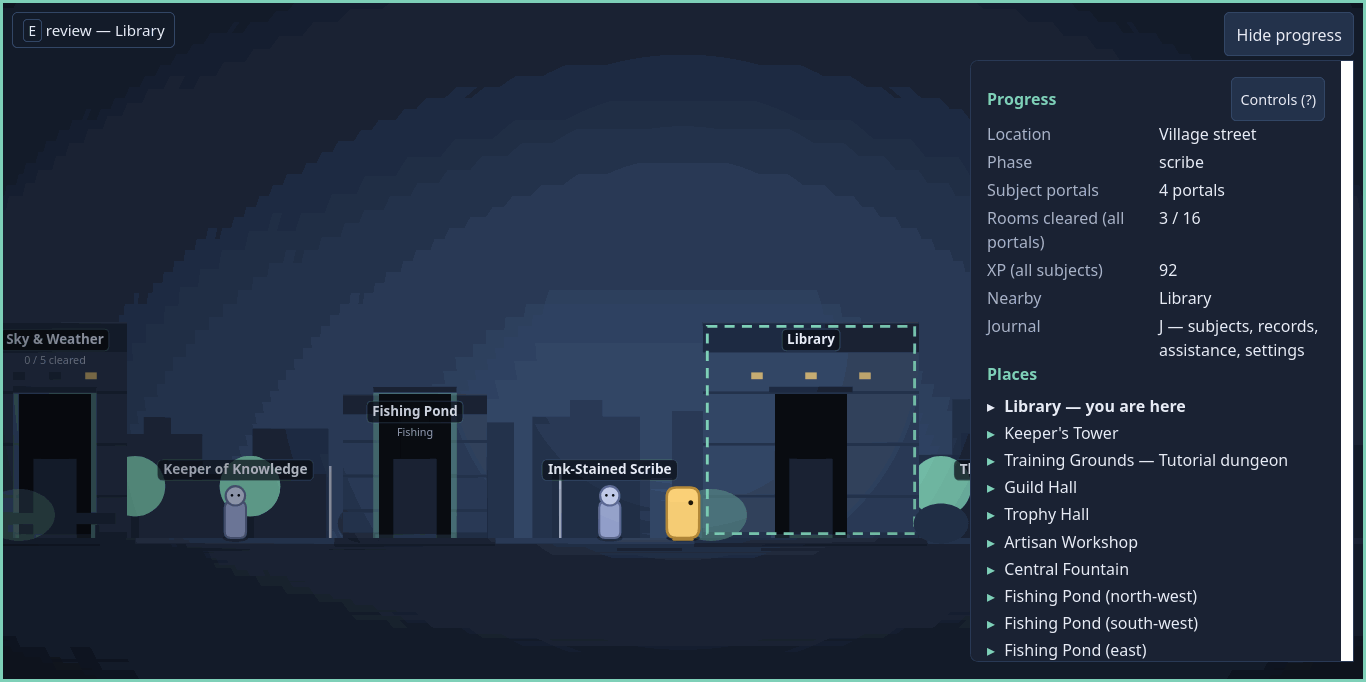 E review — Library
Hide progress
Progress
Controls (?)
Location Village street
Phase scribe
Subject portals 4 portals
Rooms cleared (all portals) 3 / 16
XP (all subjects) 92
Nearby Library
Journal J — subjects, records, assistance, settings
Places
▸ Library — you are here
▸ Keeper's Tower
▸ Training Grounds — Tutorial dungeon
▸ Guild Hall
▸ Trophy Hall
▸ Artisan Workshop
▸ Central Fountain
▸ Fishing Pond (north-west)
▸ Fishing Pond (south-west)
▸ Fishing Pond (east)
Sky & Weather
0 / 5 cleared
Library
Fishing Pond
Fishing
Keeper of Knowledge
Ink-Stained Scribe